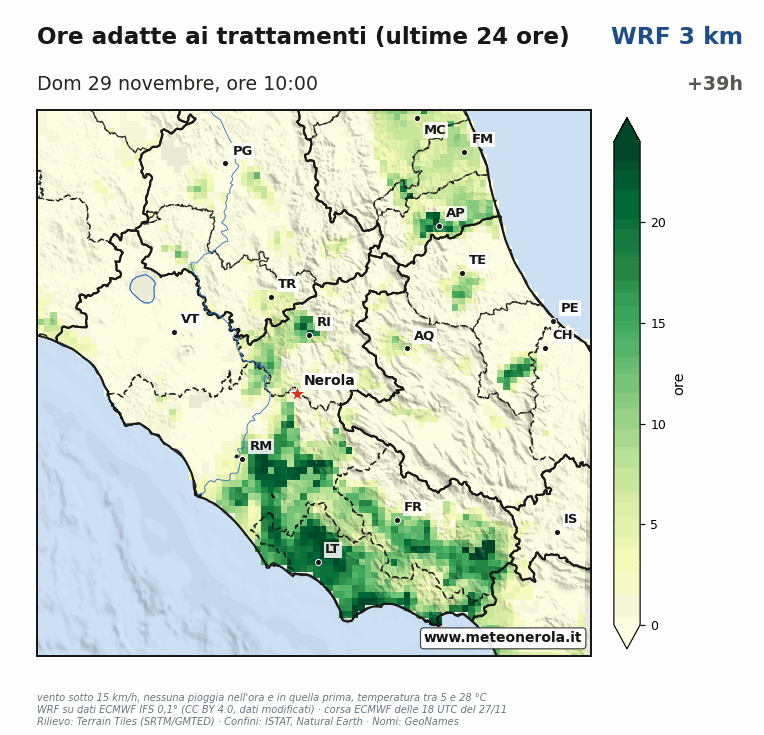 Ore adatte ai trattamenti (ultime 24 ore)
WRF 3 km
Dom 29 novembre, ore 10:00
+39h
MC
FM
PG
AP
TE
TR
PE
VT
RI
AQ
CH
Nerola
RM
FR
IS
LT
www.meteonerola.it
20
15
10
5
0
ore
vento sotto 15 km/h, nessuna pioggia nell'ora e in quella prima, temperatura tra 5 e 28 °C
WRF su dati ECMWF IFS 0,1° (CC BY 4.0, dati modificati) · corsa ECMWF delle 18 UTC del 27/11
Rilievo: Terrain Tiles (SRTM/GMTED) · Confini: ISTAT, Natural Earth · Nomi: GeoNames